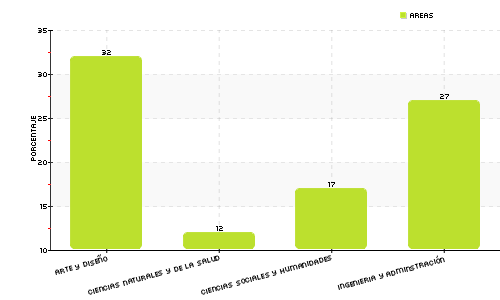 AREAS
35
32
30
27
PORCENTAJE
25
20
17
15
12
10
ARTE Y DISEÑO
CIENCIAS NATURALES Y DE LA SALUD
CIENCIAS SOCIALES Y HUMANIDADES
INGENIERIA Y ADMINSTRACIÓN